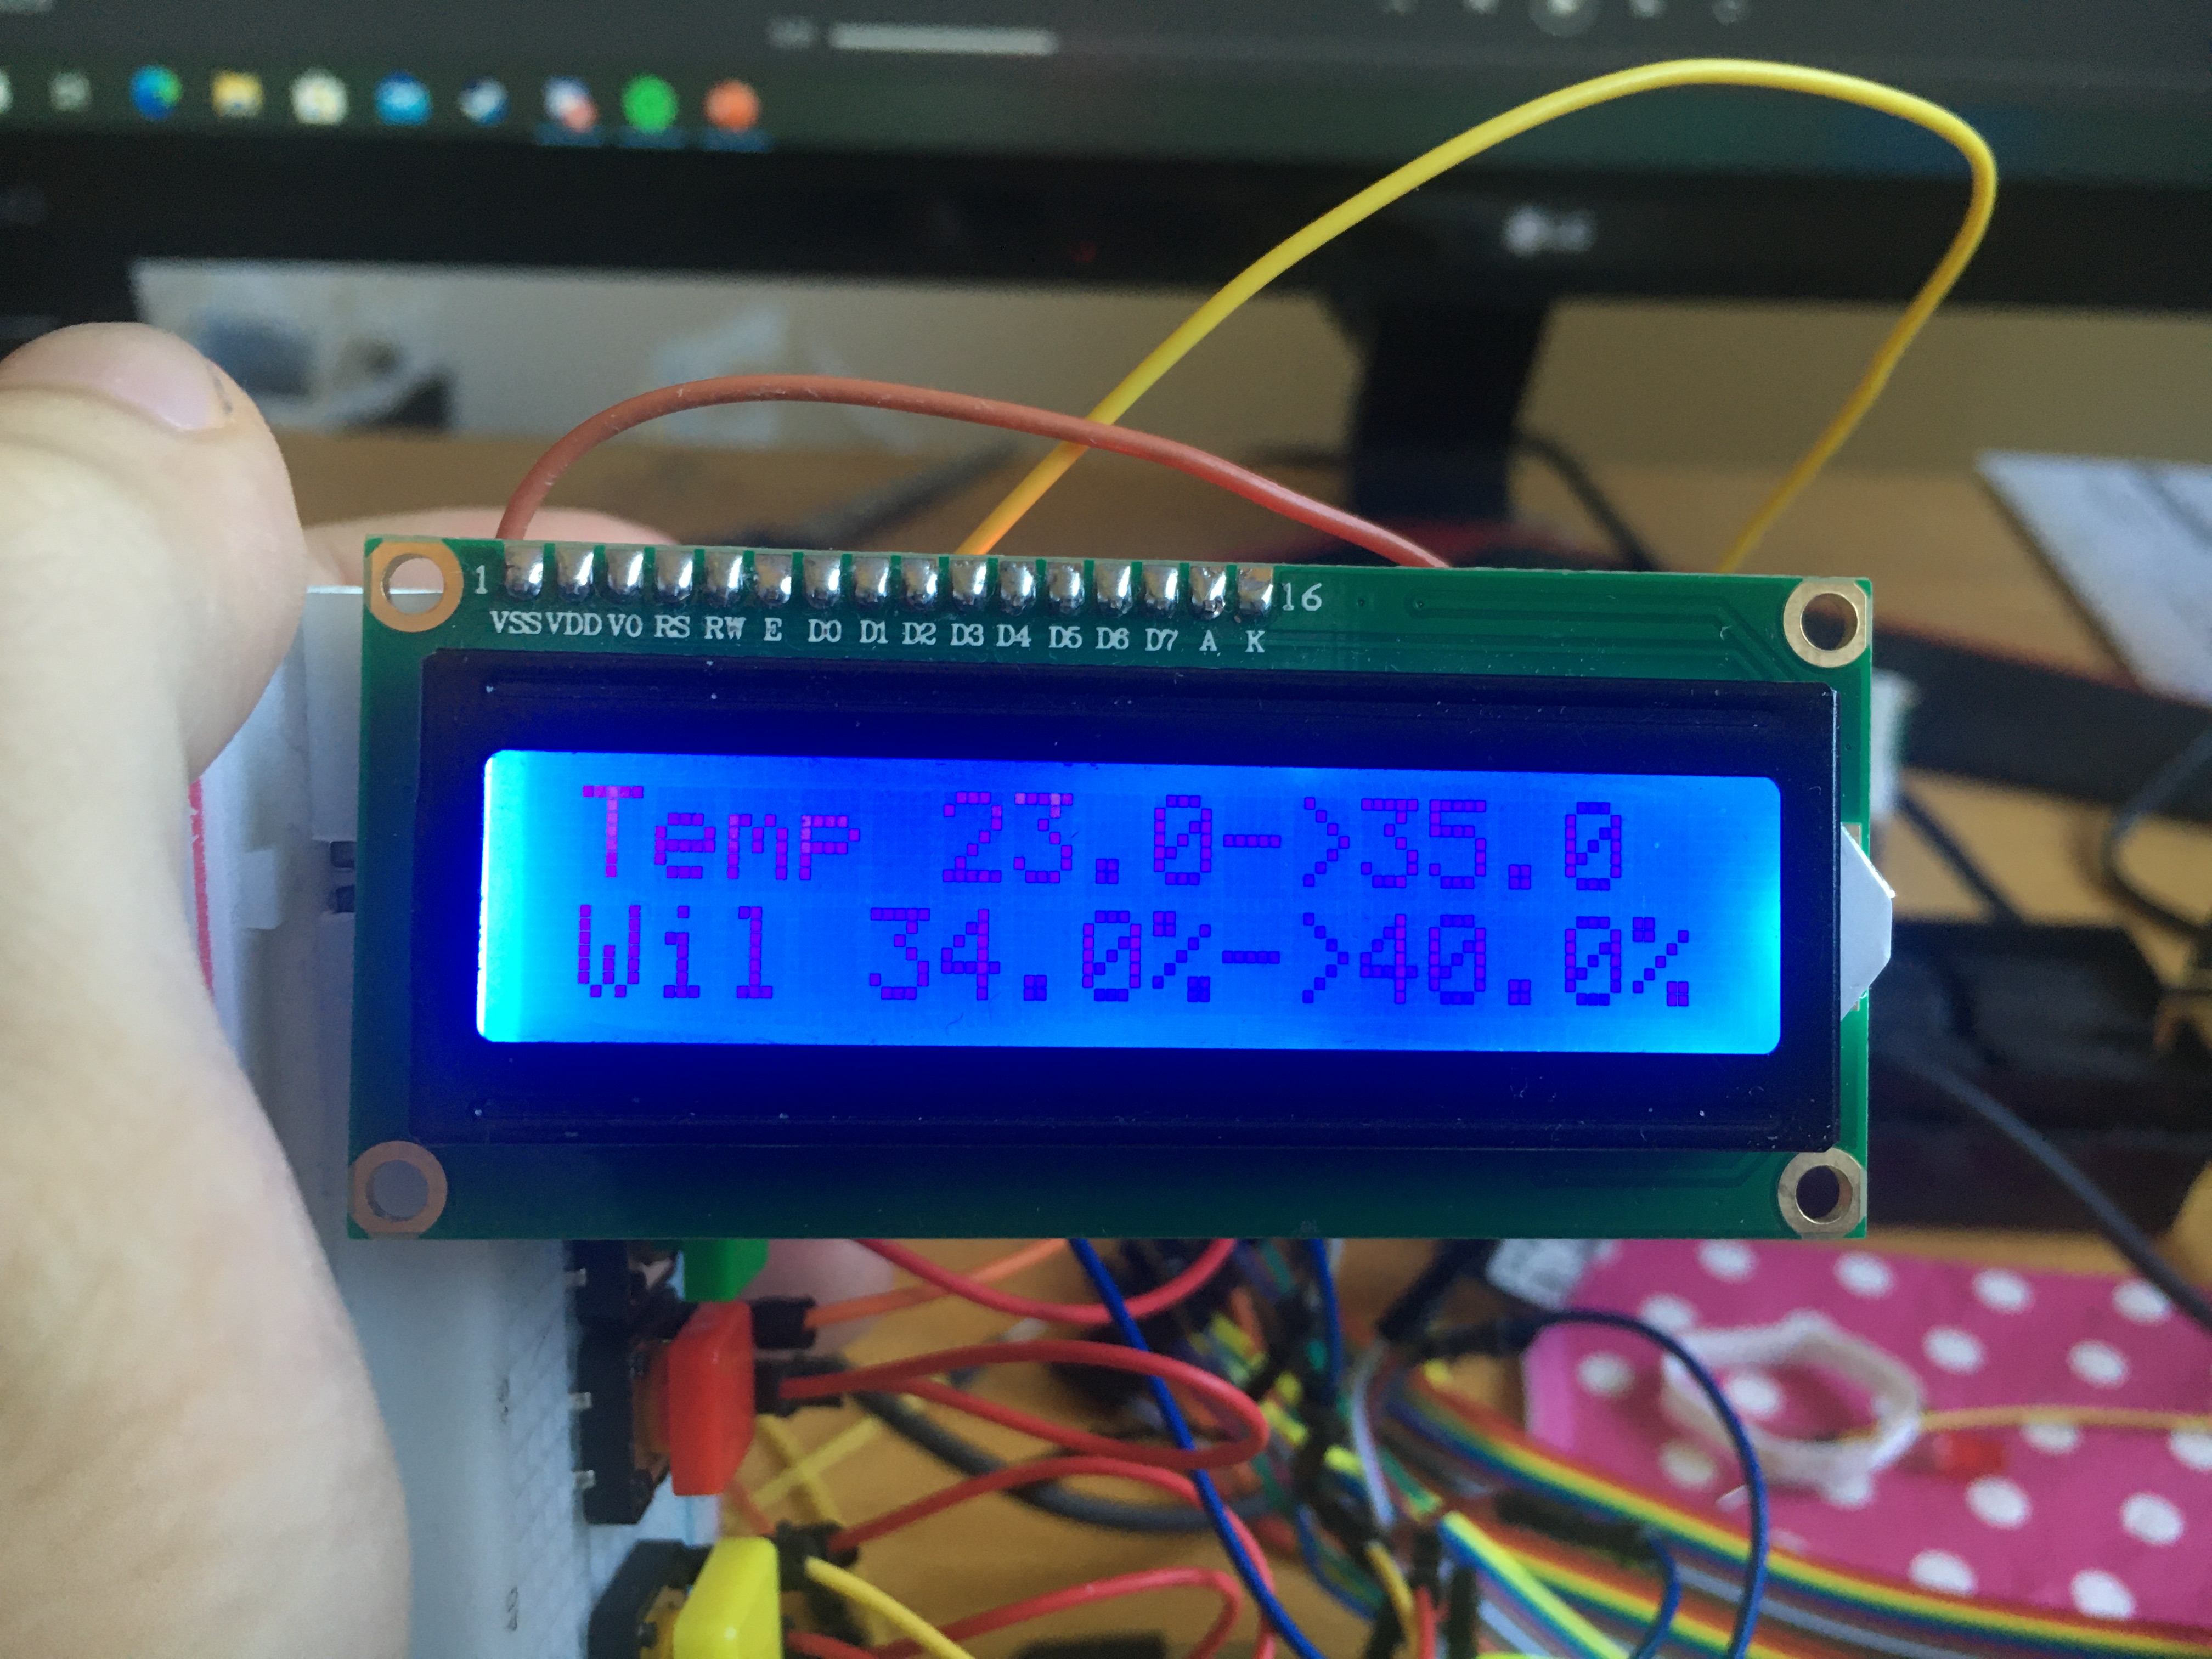 1 16
VSS VDD V0 RS RW E D0 D1 D2 D3 D4 D5 D6 D7 A K
Temp 23.0->35.0
Wil 34.0%->40.0%
LG